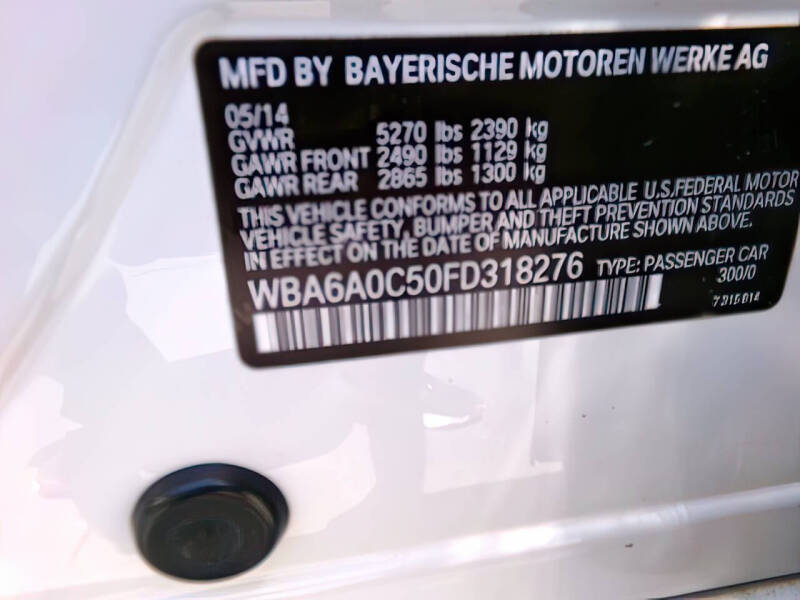 MFD BY BAYERISCHE MOTOREN WERKE AG
05/14
GVWR 5270 lbs 2390 kg
GAWR FRONT 2490 lbs 1129 kg
GAWR REAR 2865 lbs 1300 kg
THIS VEHICLE CONFORMS TO ALL APPLICABLE U.S.FEDERAL MOTOR
VEHICLE SAFETY, BUMPER AND THEFT PREVENTION STANDARDS
IN EFFECT ON THE DATE OF MANUFACTURE SHOWN ABOVE.
WBA6A0C50FD318276 TYPE: PASSENGER CAR
300/0